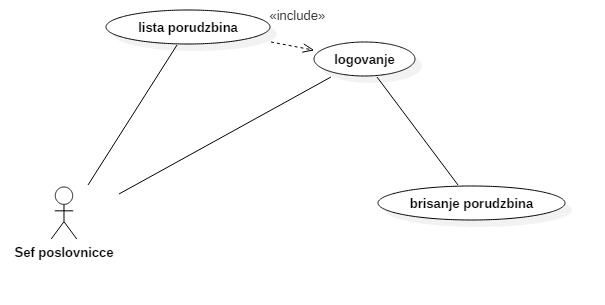 «include»
lista porudzbina
logovanje
brisanje porudzbina
Sef poslovnicce